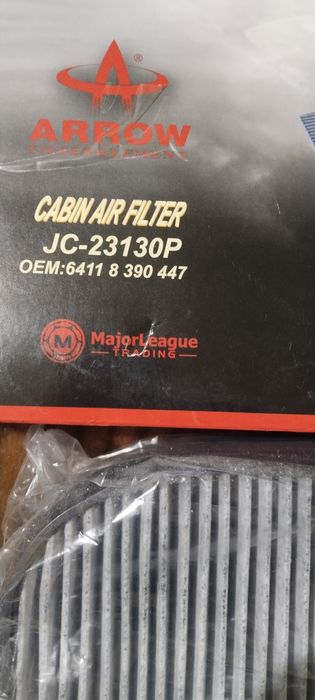 ARROW
CABIN AIR FILTER
JC-23130P
OEM:6411 8 390 447
M
MajorLeague
TRADING